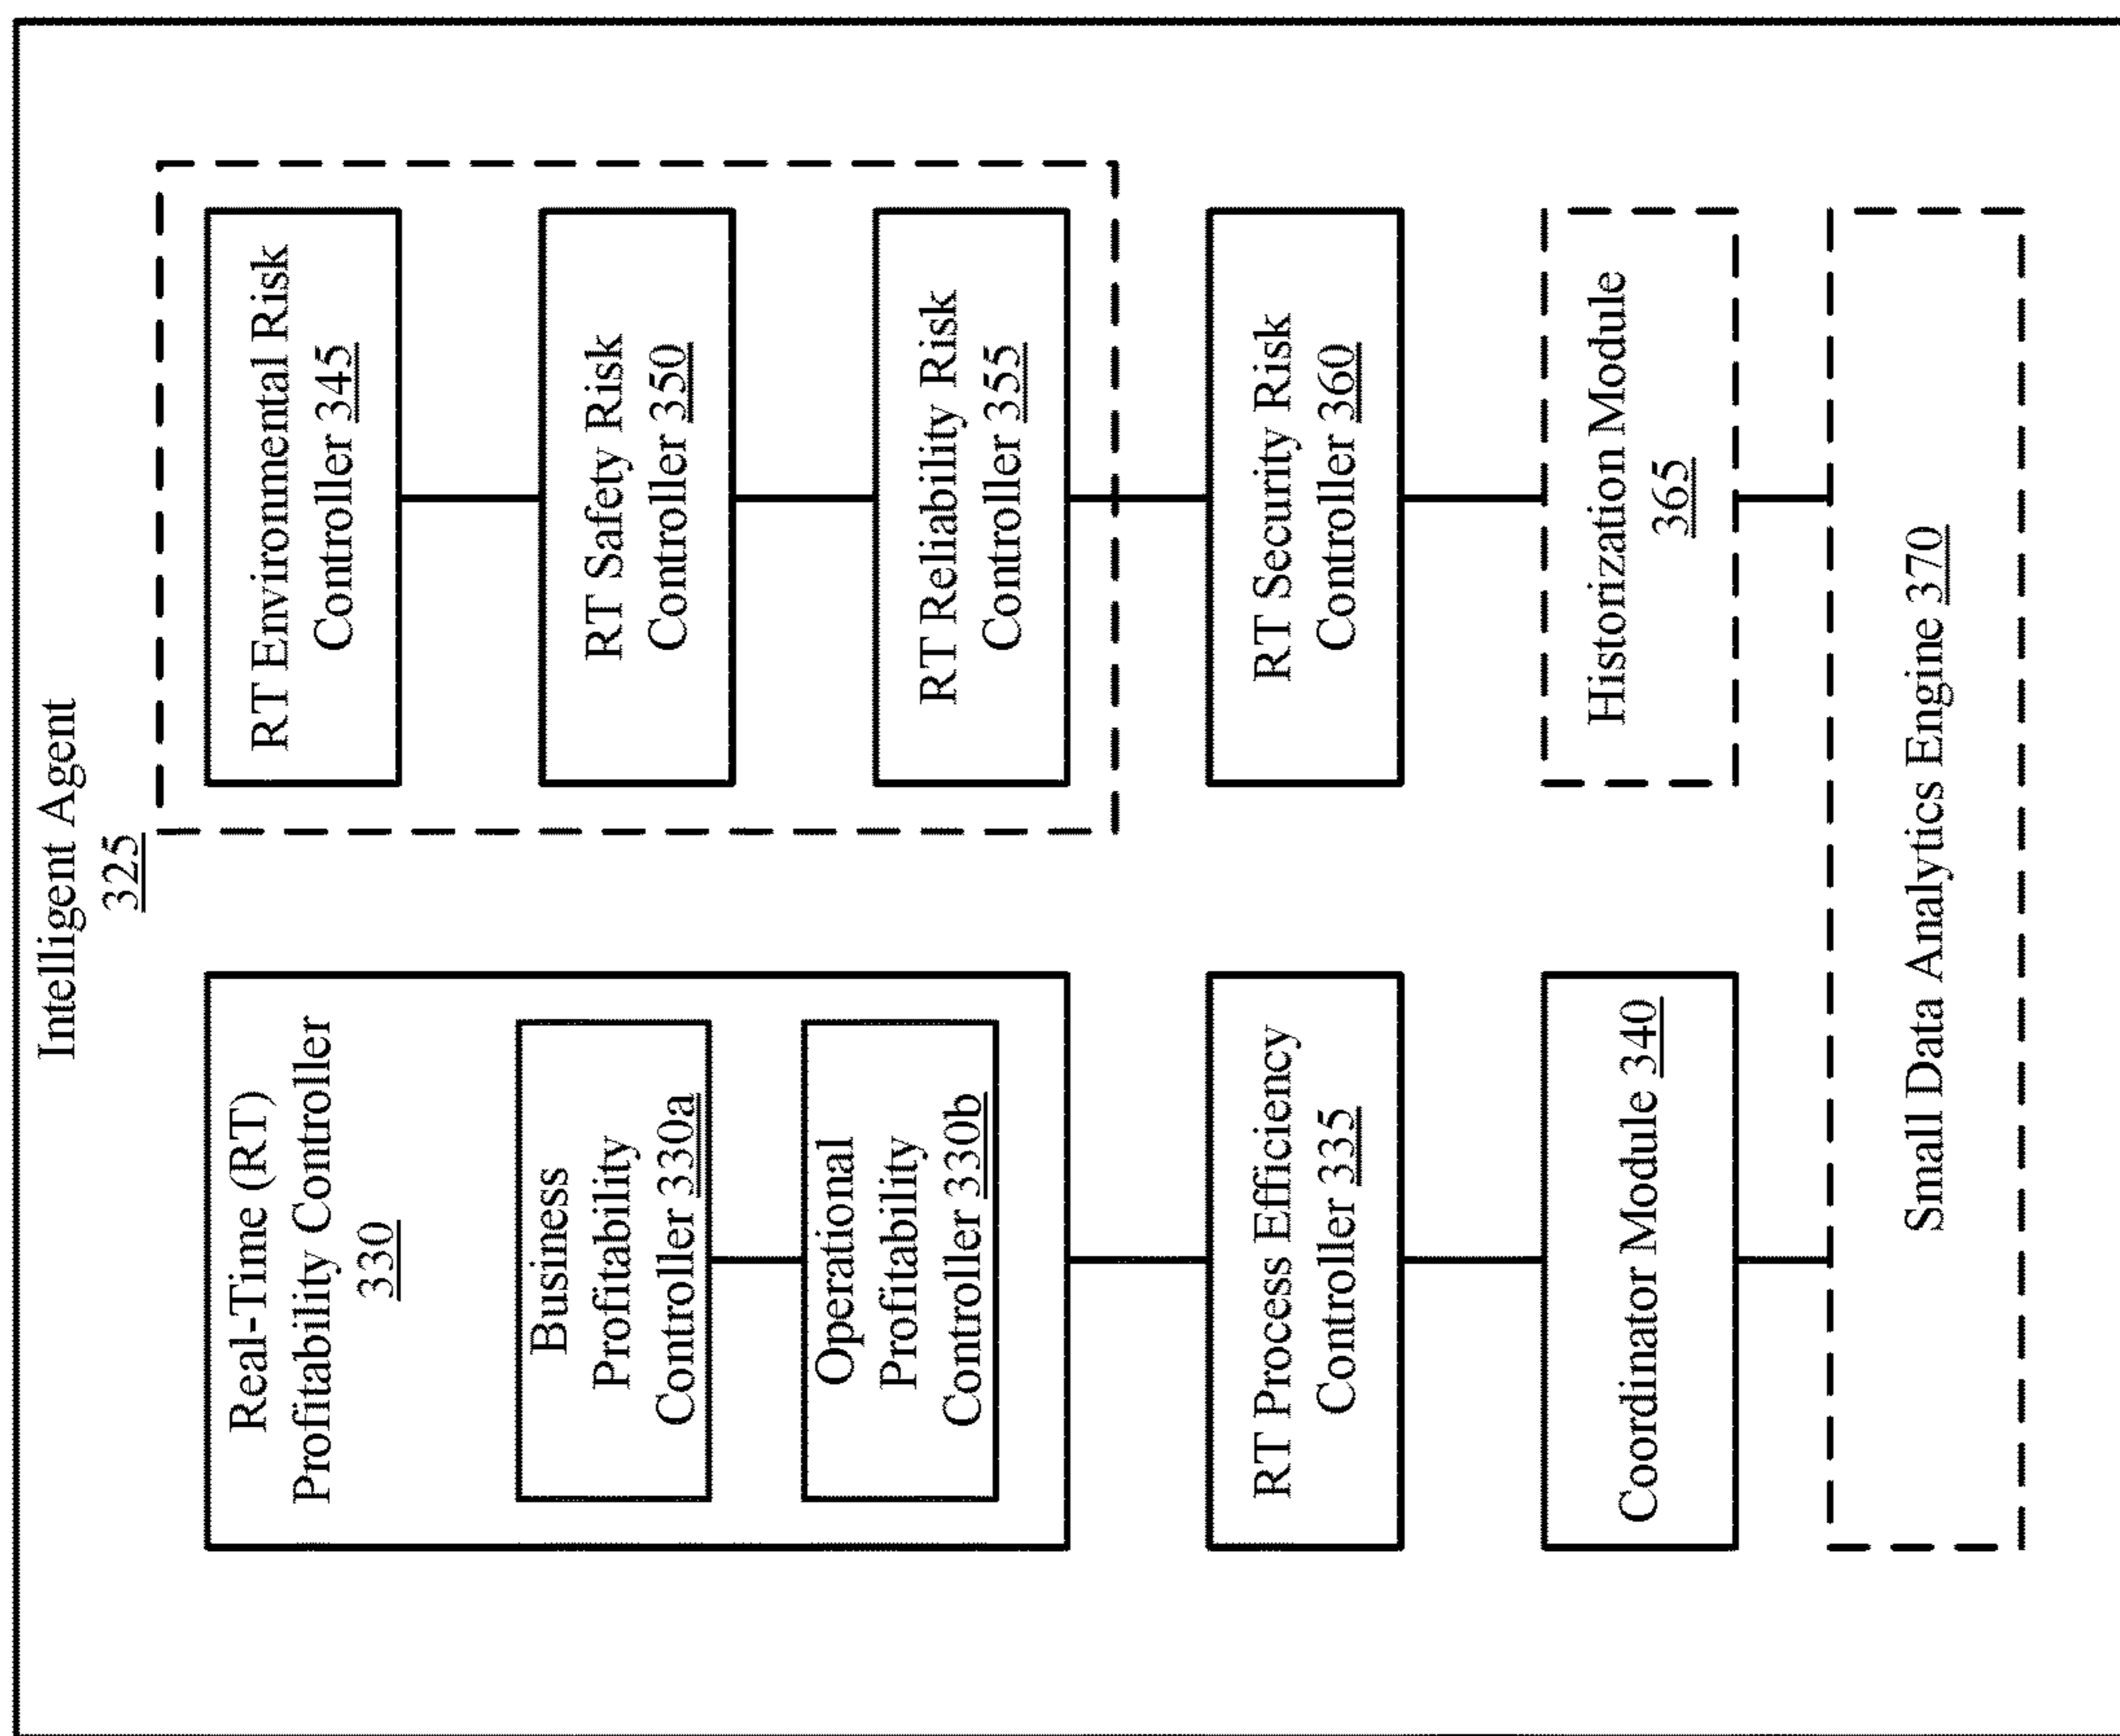 Intelligent Agent
325
Real-Time (RT)
Profitability Controller
330
Business
Profitability
Controller 330a
Operational
Profitability
Controller 330b
RT Process Efficiency
Controller 335
Coordinator Module 340
RT Environmental Risk
Controller 345
RT Safety Risk
Controller 350
RT Reliability Risk
Controller 355
RT Security Risk
Controller 360
Historization Module
365
Small Data Analytics Engine 370